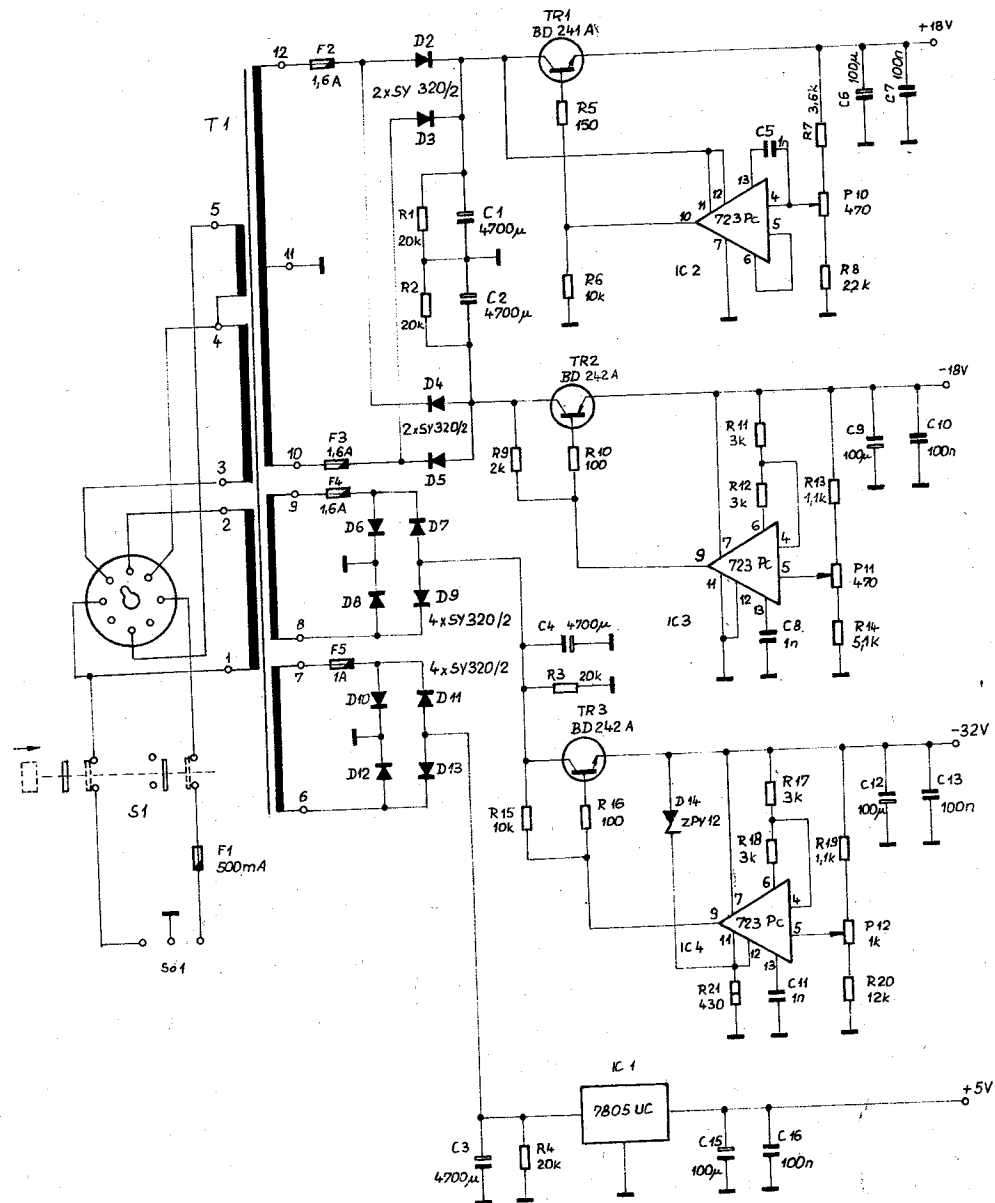 TR1
BD 241A
+18V
12
F2
1,6A
D2
2xSY 320/2
D3
T1
R5
150
C5
1n
R7 3,6k
C6 100µ
C7 100n
5
R1
20k
C1
4700µ
11
R2
20k
C2
4700µ
4
10
11
12
13
4
5
6
7
723 PC
IC2
P10
470
R6
10k
R8
2,2k
TR2
BD 242A
-18V
D4
2xSY320/2
D5
3
10
F3
1,6A
F4
1,6A
9
2
R9
2k
R10
100
R11
3k
R12
3k
C9
100µ
C10
100n
R13
1,1k
D6
D7
D8
D9
4xSY320/2
8
9
7
6
4
5
11
12
13
723 PC
IC3
P11
470
C8
1n
R14
5,1k
1
7
F5
1A
4xSY320/2
C4 4700µ
R3 20k
D10
D11
D12
D13
6
TR3
BD 242A
-32V
S1
F1
500mA
So1
R15
10k
R16
100
D14
ZPY12
R17
3k
R18
3k
C12
100µ
C13
100n
R19
1,1k
9
7
6
4
5
11
12
13
723 PC
IC4
P12
1k
R21
430
C11
1n
R20
12k
IC 1
7805 UC
+5V
C3
4700µ
R4
20k
C15
100µ
C16
100n